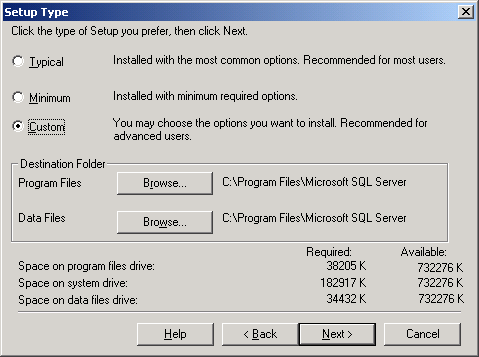 Setup Type
Click the type of Setup you prefer, then click Next.
Typical Installed with the most common options. Recommended for most users.
Minimum Installed with minimum required options.
Custom You may choose the options you want to install. Recommended for
advanced users.
Destination Folder
Program Files Browse... C:\Program Files\Microsoft SQL Server
Data Files Browse... C:\Program Files\Microsoft SQL Server
Required: Available:
Space on program files drive: 38205 K 732276 K
Space on system drive: 182917 K 732276 K
Space on data files drive: 34432 K 732276 K
Help < Back Next > Cancel